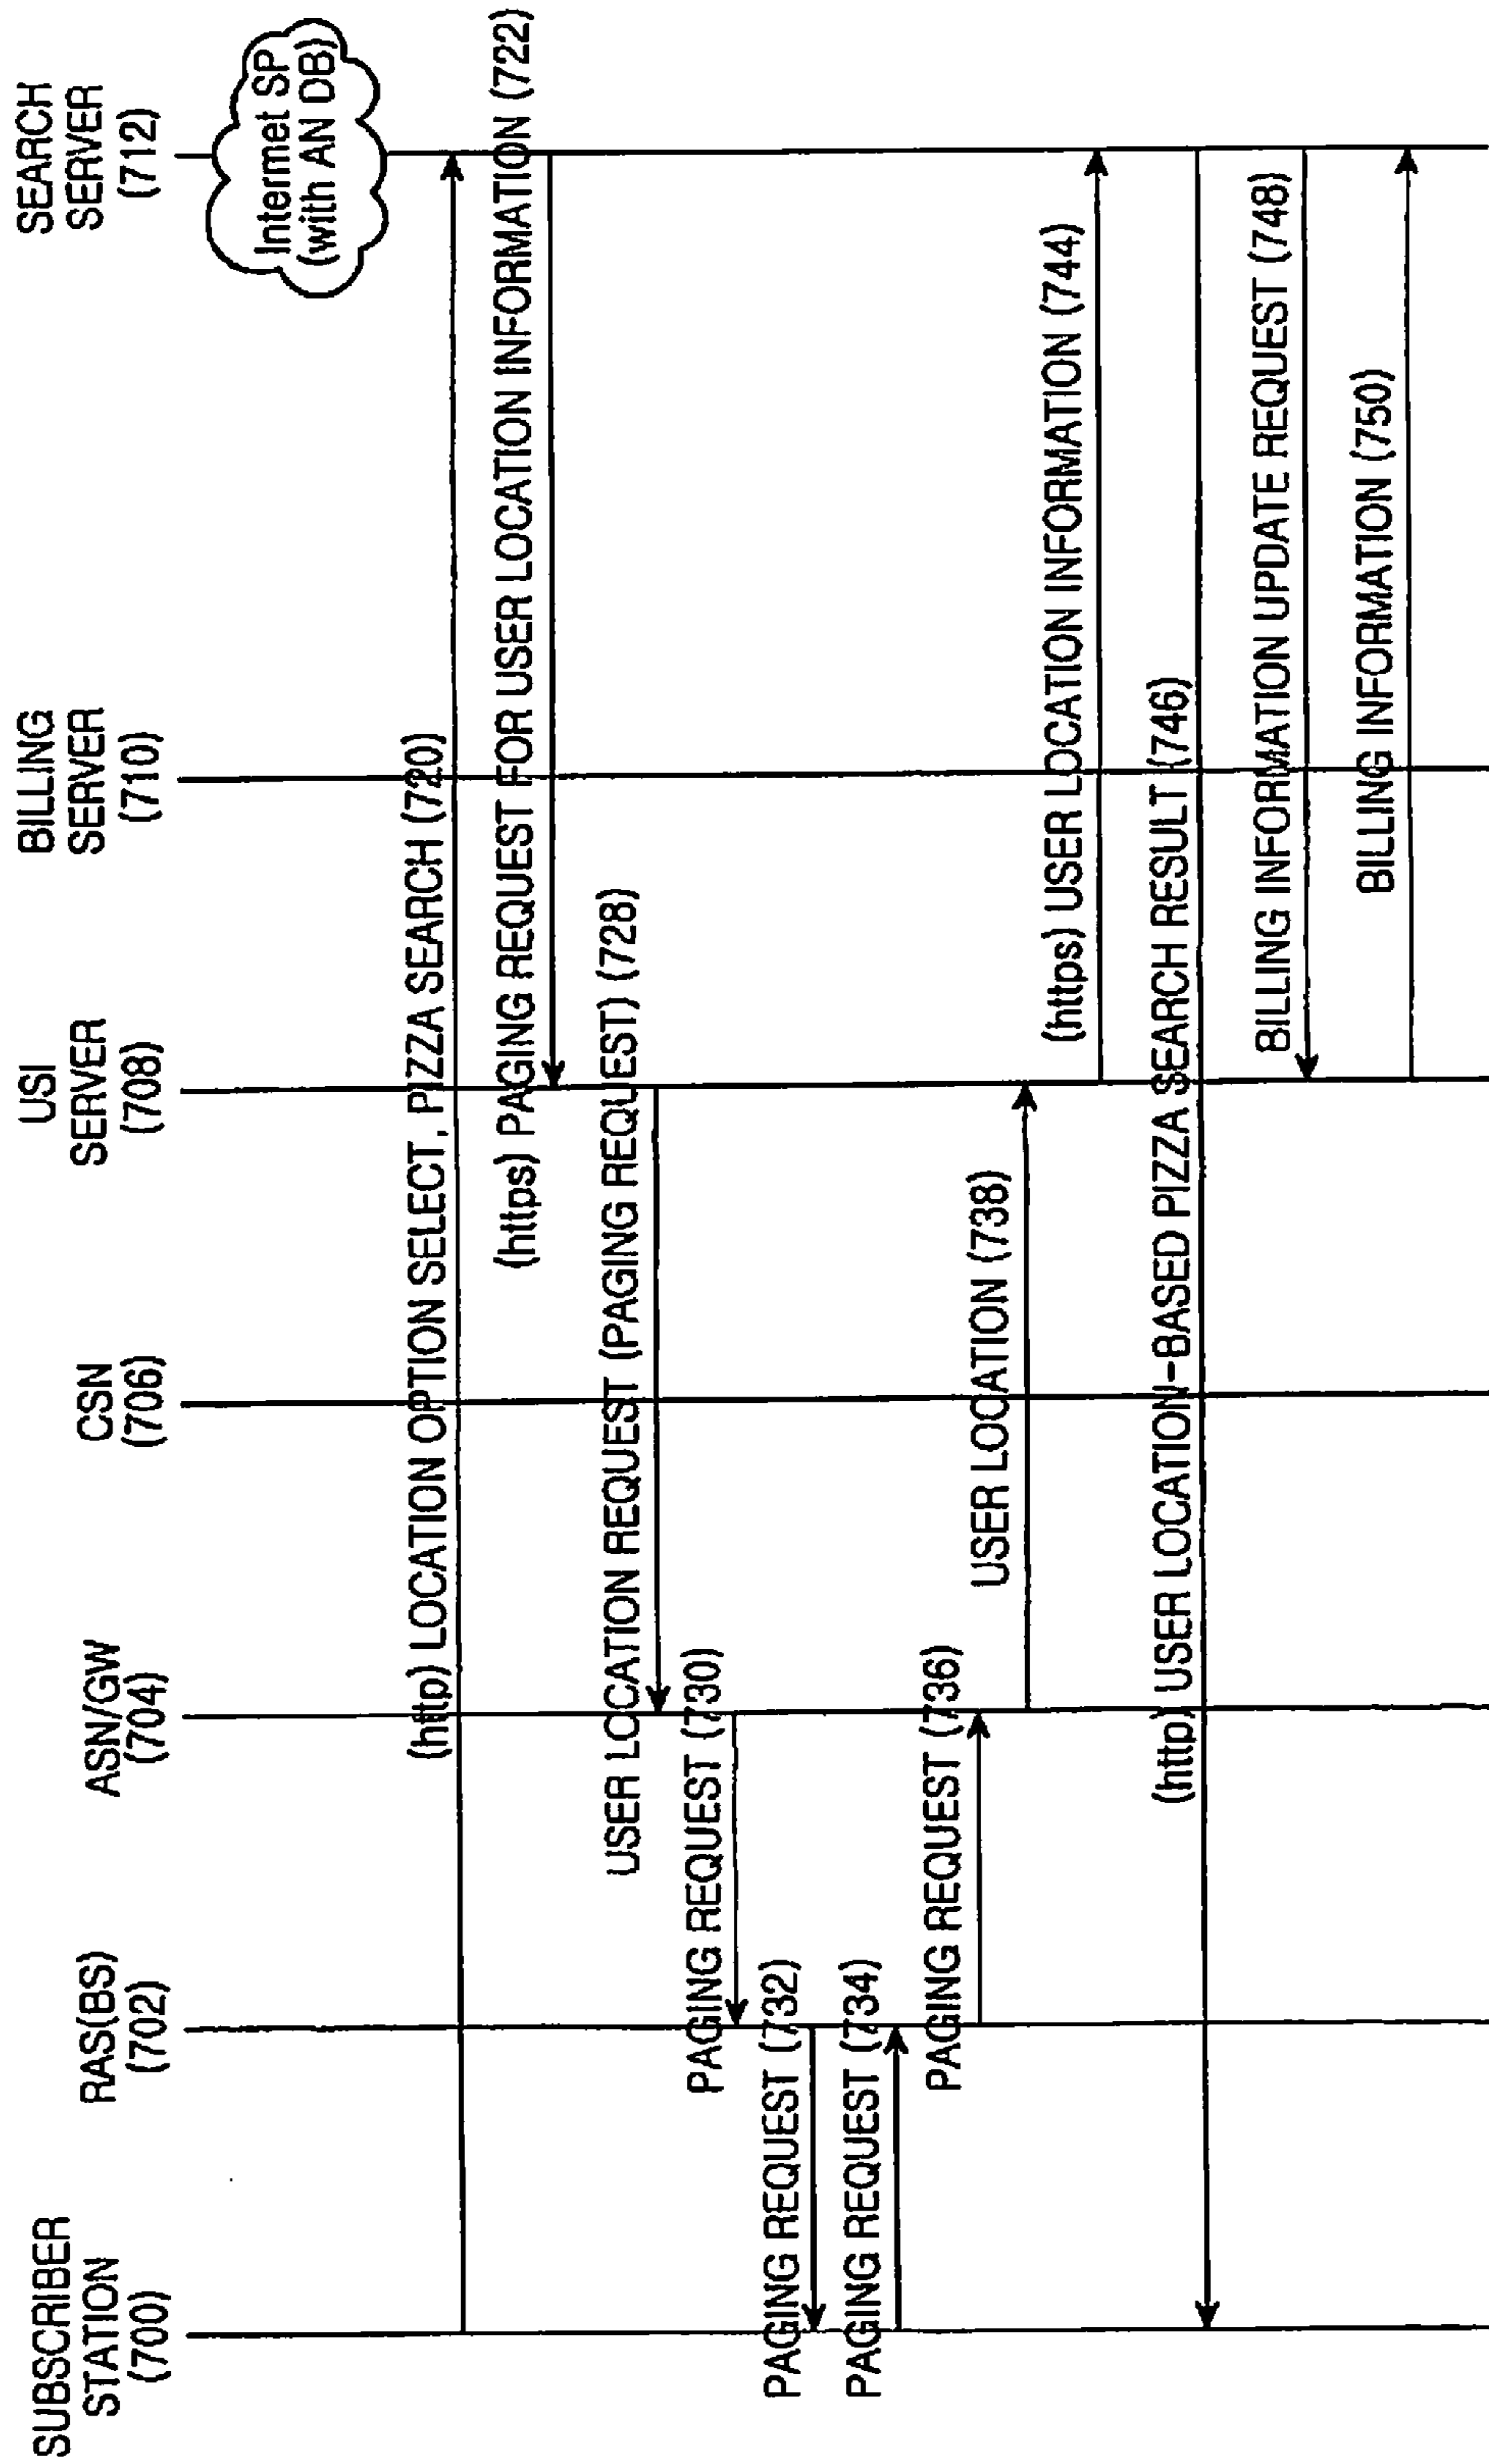 SUBSCRIBER
STATION
(700)
RAS(BS)
(702)
ASN/GW
(704)
CSN
(706)
USI
SERVER
(708)
BILLING
SERVER
(710)
SEARCH
SERVER
(712)
Internet SP
(with AN DB)
(http) LOCATION OPTION SELECT, PIZZA SEARCH (720)
(https) PAGING REQUEST FOR USER LOCATION INFORMATION (722)
USER LOCATION REQUEST (PAGING REQUEST) (728)
PAGING REQUEST (730)
PAGING REQUEST (732)
PAGING REQUEST (734)
PAGING REQUEST (736)
USER LOCATION (738)
(https) USER LOCATION INFORMATION (744)
(http) USER LOCATION-BASED PIZZA SEARCH RESULT (746)
BILLING INFORMATION UPDATE REQUEST (748)
BILLING INFORMATION (750)